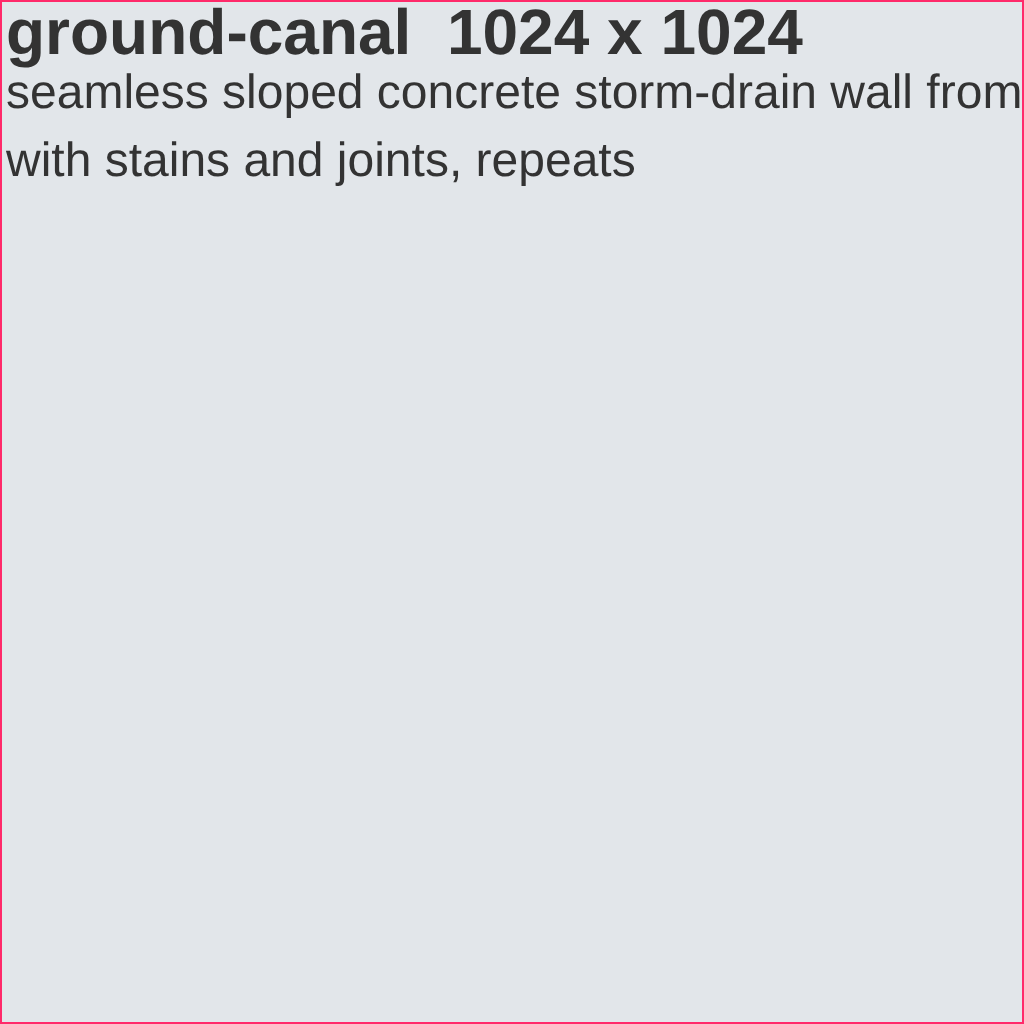 ground-canal  1024 x 1024
seamless sloped concrete storm-drain wall from
with stains and joints, repeats